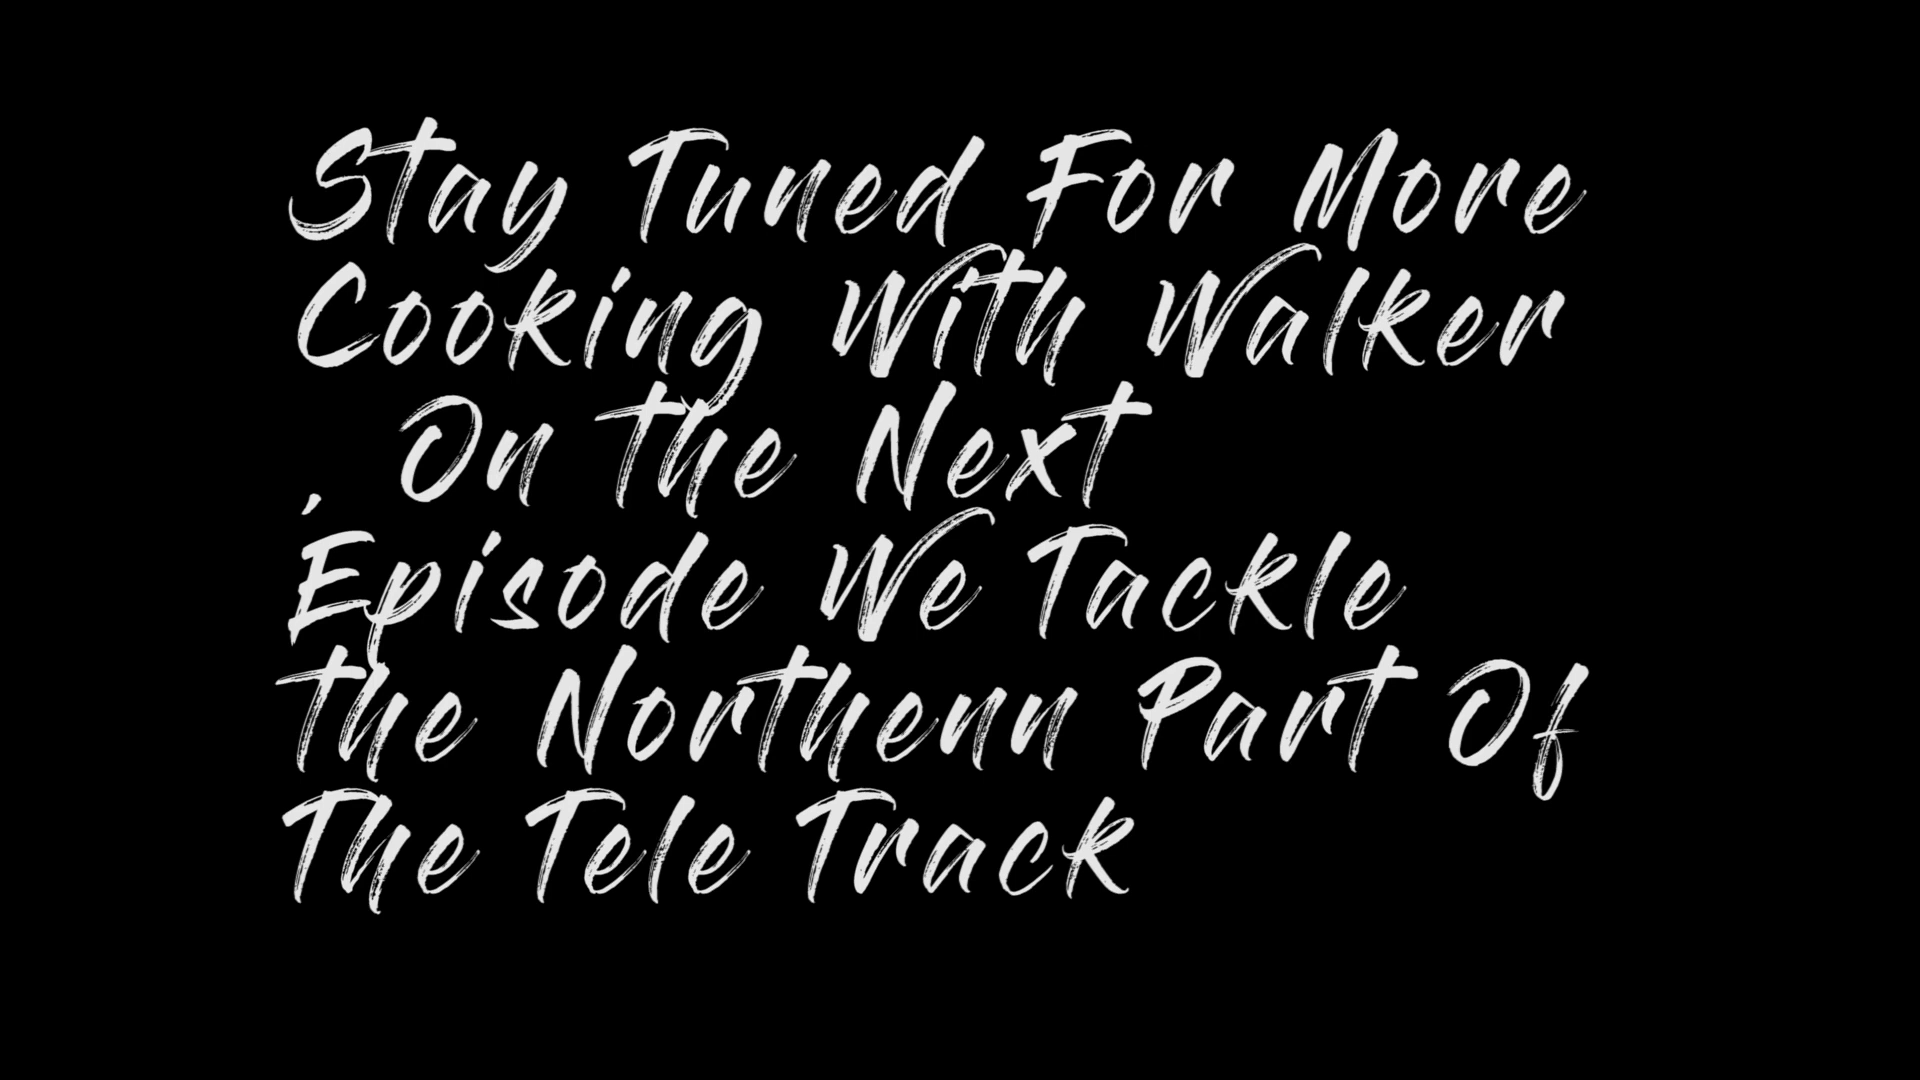 Stay Tuned For More
Cooking With Walker
, On the Next
Episode We Tackle
the Northenn Part Of
The Tele Track